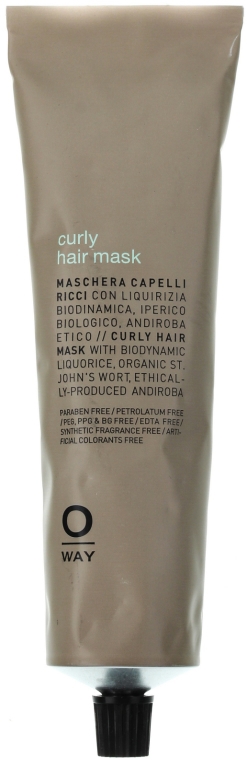 curly
hair mask
MASCHERA CAPELLI
RICCI CON LIQUIRIZIA
BIODINAMICA, IPERICO
BIOLOGICO, ANDIROBA
ETICO // CURLY HAIR
MASK WITH BIODYNAMIC
LIQUORICE, ORGANIC ST.
JOHN'S WORT, ETHICAL-
LY-PRODUCED ANDIROBA
PARABEN FREE / PETROLATUM FREE
/ PEG, PPG & BG FREE / EDTA FREE /
SYNTHETIC FRAGRANCE FREE / ARTI-
FICIAL COLORANTS FREE
O
WAY